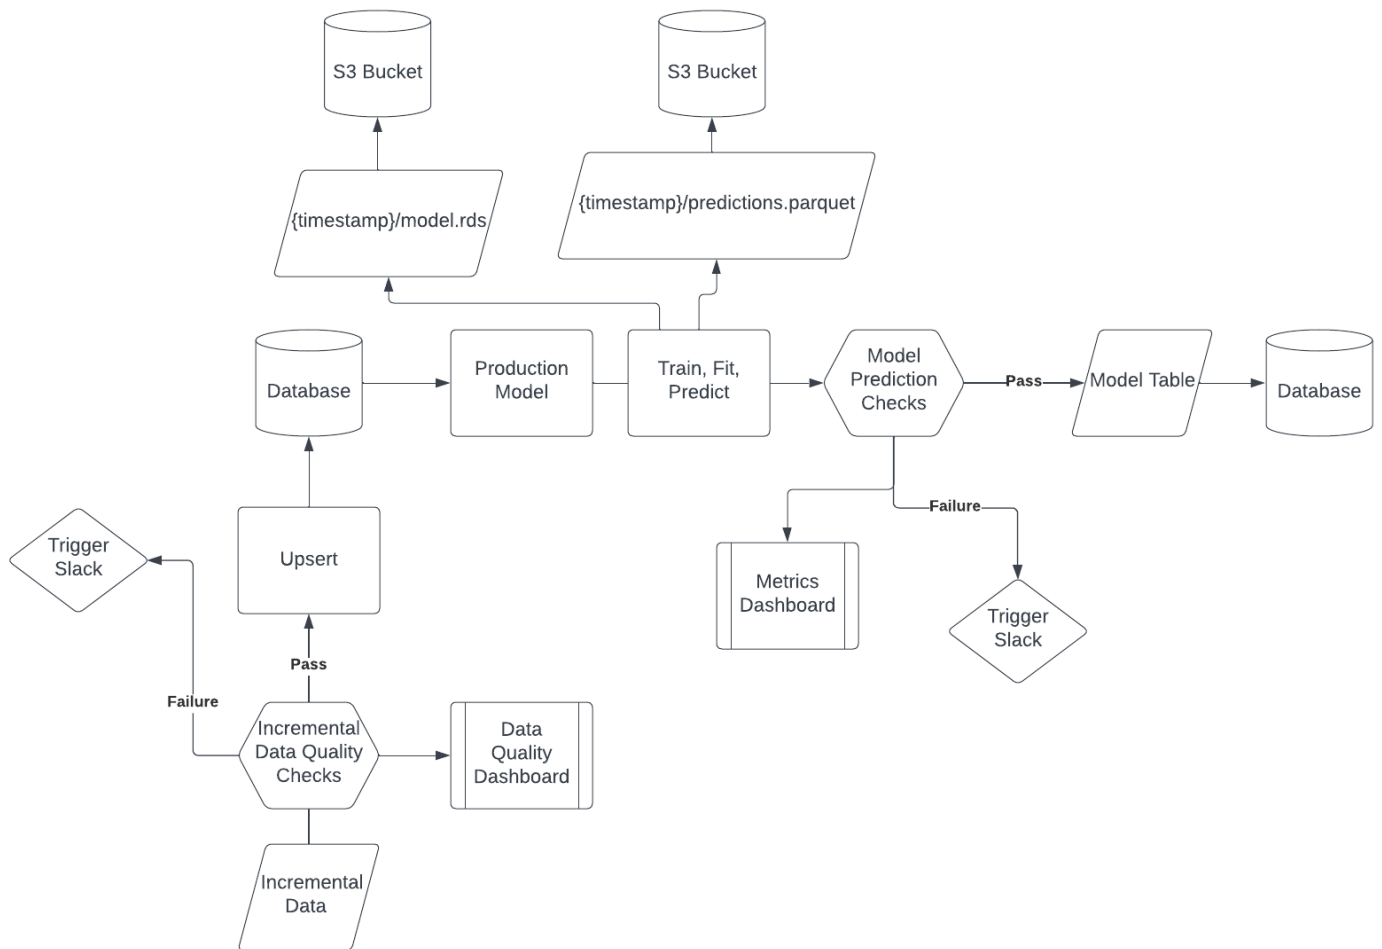 S3 Bucket
S3 Bucket
{timestamp}/model.rds
{timestamp}/predictions.parquet
Database
Production
Model
Train, Fit,
Predict
Model
Prediction
Checks
Pass
Model Table
Database
Failure
Trigger
Slack
Upsert
Metrics
Dashboard
Trigger
Slack
Pass
Failure
Incremental
Data Quality
Checks
Data
Quality
Dashboard
Incremental
Data